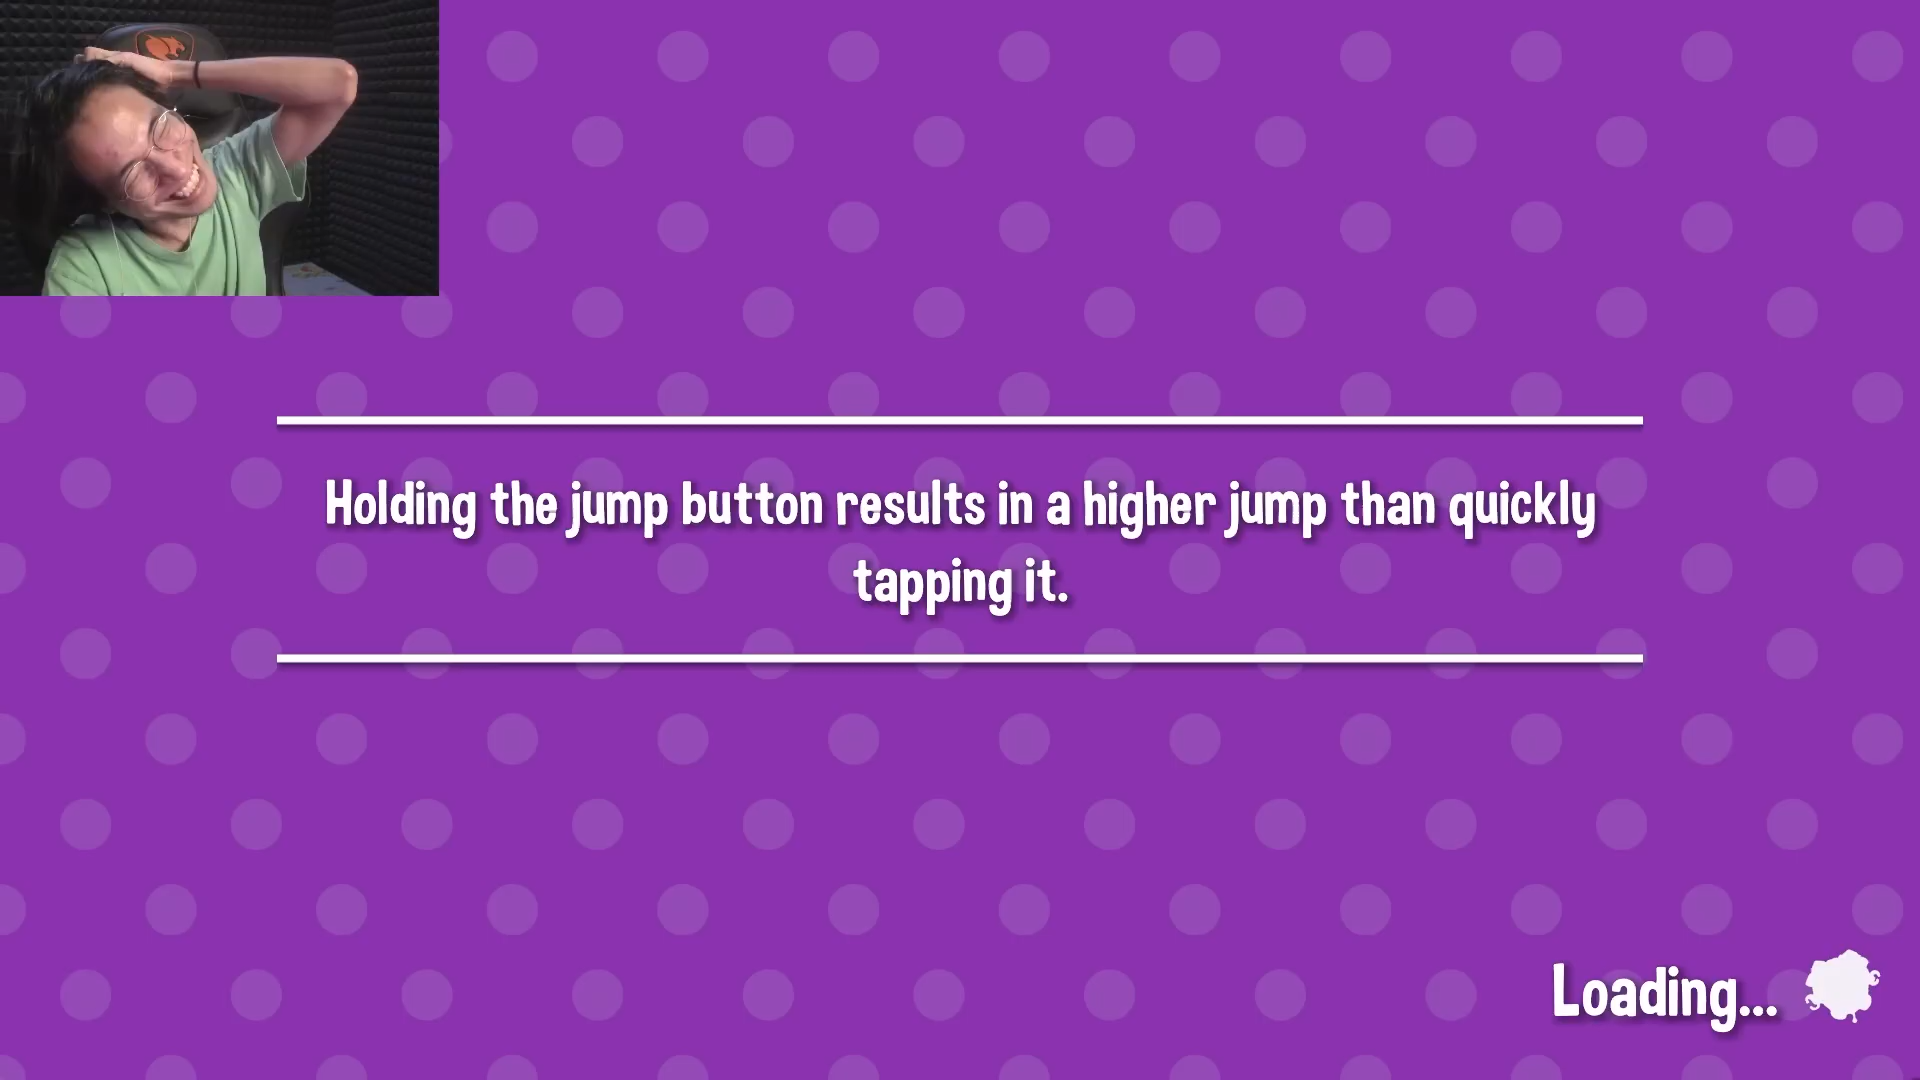 Holding the jump button results in a higher jump than quickly
tapping it.
Loading...